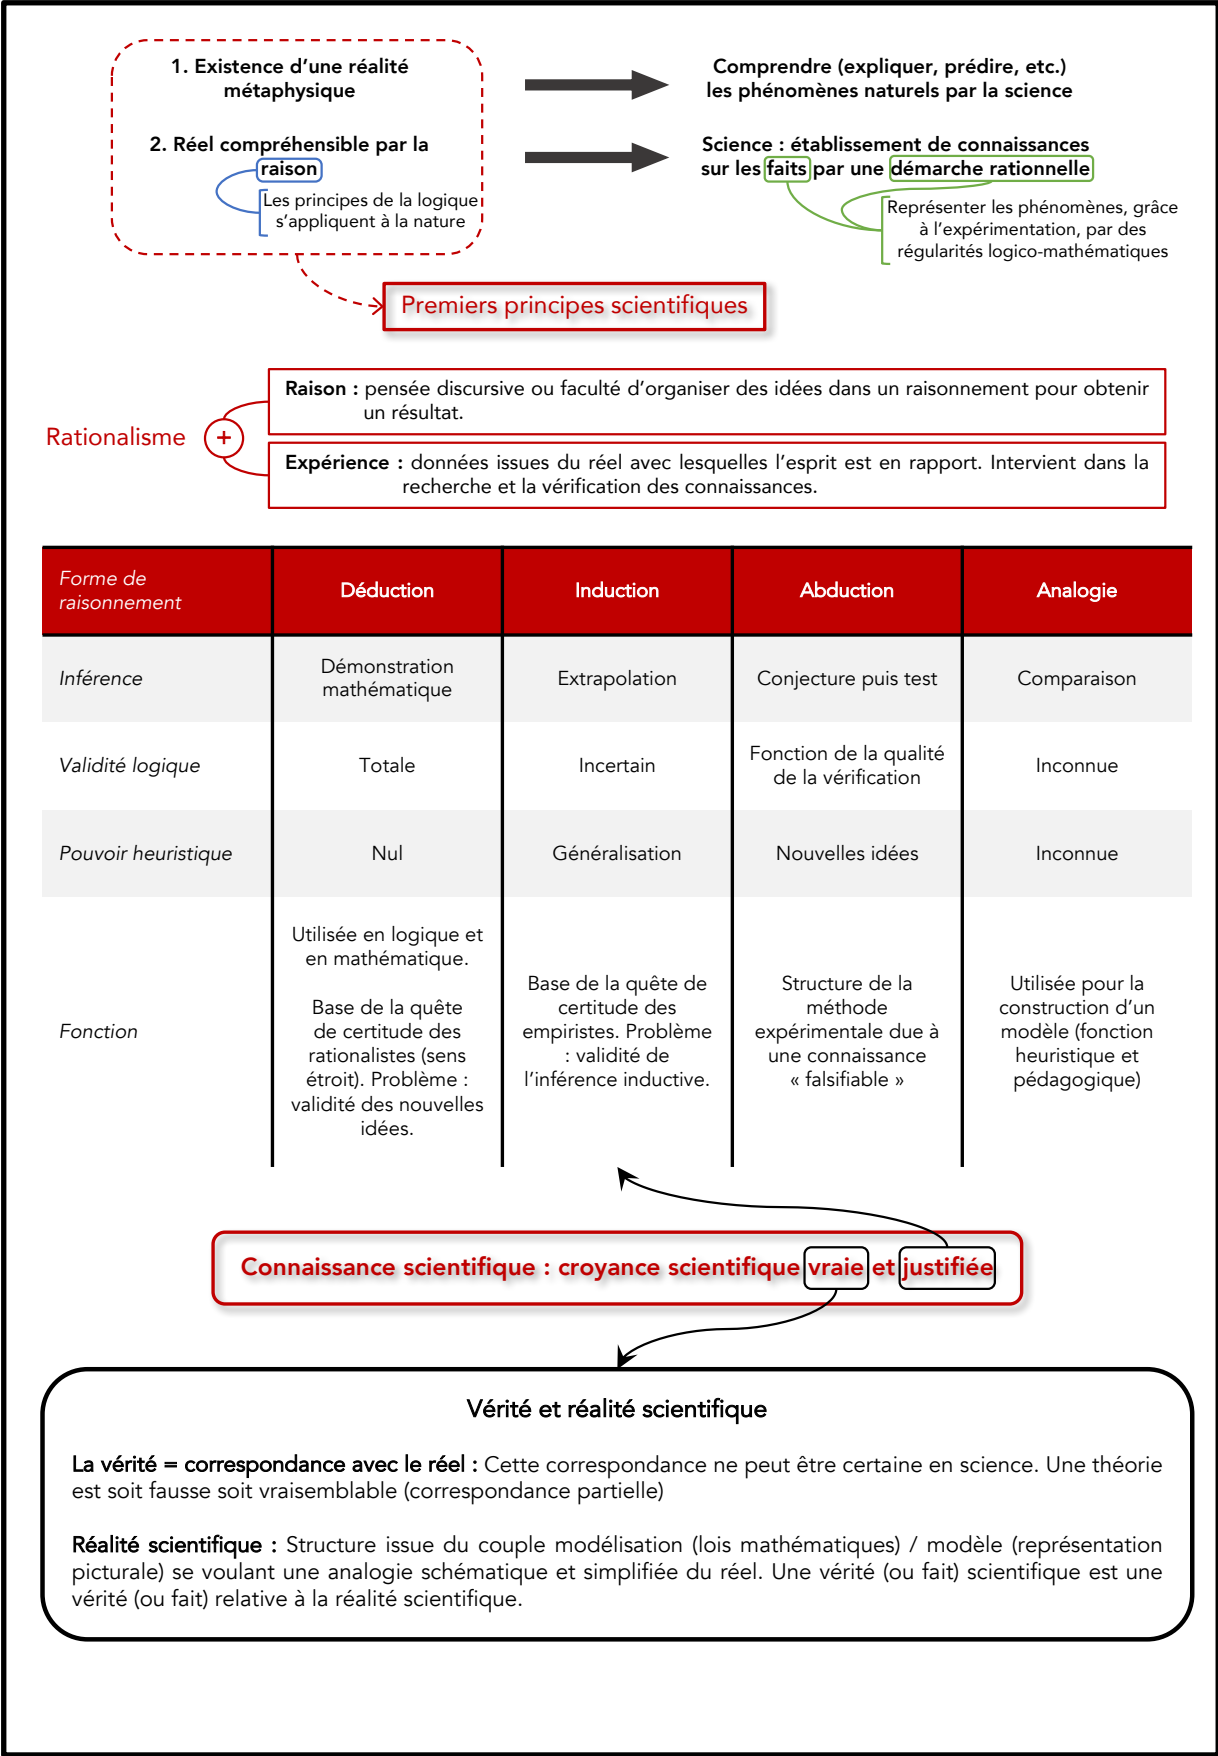 1. Existence d’une réalité
métaphysique
Comprendre (expliquer, prédire, etc.)
les phénomènes naturels par la science
2. Réel compréhensible par la
raison
Les principes de la logique
s’appliquent à la nature
Science : établissement de connaissances
sur les faits par une démarche rationnelle
Représenter les phénomènes, grâce
à l’expérimentation, par des
régularités logico-mathématiques
Premiers principes scientifiques
Rationalisme
+
Raison : pensée discursive ou faculté d’organiser des idées dans un raisonnement pour obtenir
un résultat.
Expérience : données issues du réel avec lesquelles l’esprit est en rapport. Intervient dans la
recherche et la vérification des connaissances.
Forme de
raisonnement
Déduction
Induction
Abduction
Analogie
Inférence
Démonstration
mathématique
Extrapolation
Conjecture puis test
Comparaison
Validité logique
Totale
Incertain
Fonction de la qualité
de la vérification
Inconnue
Pouvoir heuristique
Nul
Généralisation
Nouvelles idées
Inconnue
Fonction
Utilisée en logique et
en mathématique.
Base de la quête
de certitude des
rationalistes (sens
étroit). Problème :
validité des nouvelles
idées.
Base de la quête de
certitude des
empiristes. Problème
: validité de
l’inférence inductive.
Structure de la
méthode
expérimentale due à
une connaissance
« falsifiable »
Utilisée pour la
construction d’un
modèle (fonction
heuristique et
pédagogique)
Connaissance scientifique : croyance scientifique vraie et justifiée
Vérité et réalité scientifique
La vérité = correspondance avec le réel : Cette correspondance ne peut être certaine en science. Une théorie
est soit fausse soit vraisemblable (correspondance partielle)
Réalité scientifique : Structure issue du couple modélisation (lois mathématiques) / modèle (représentation
picturale) se voulant une analogie schématique et simplifiée du réel. Une vérité (ou fait) scientifique est une
vérité (ou fait) relative à la réalité scientifique.